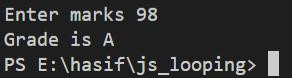 Enter marks 98
Grade is A
PS E:\hasif\js_looping>